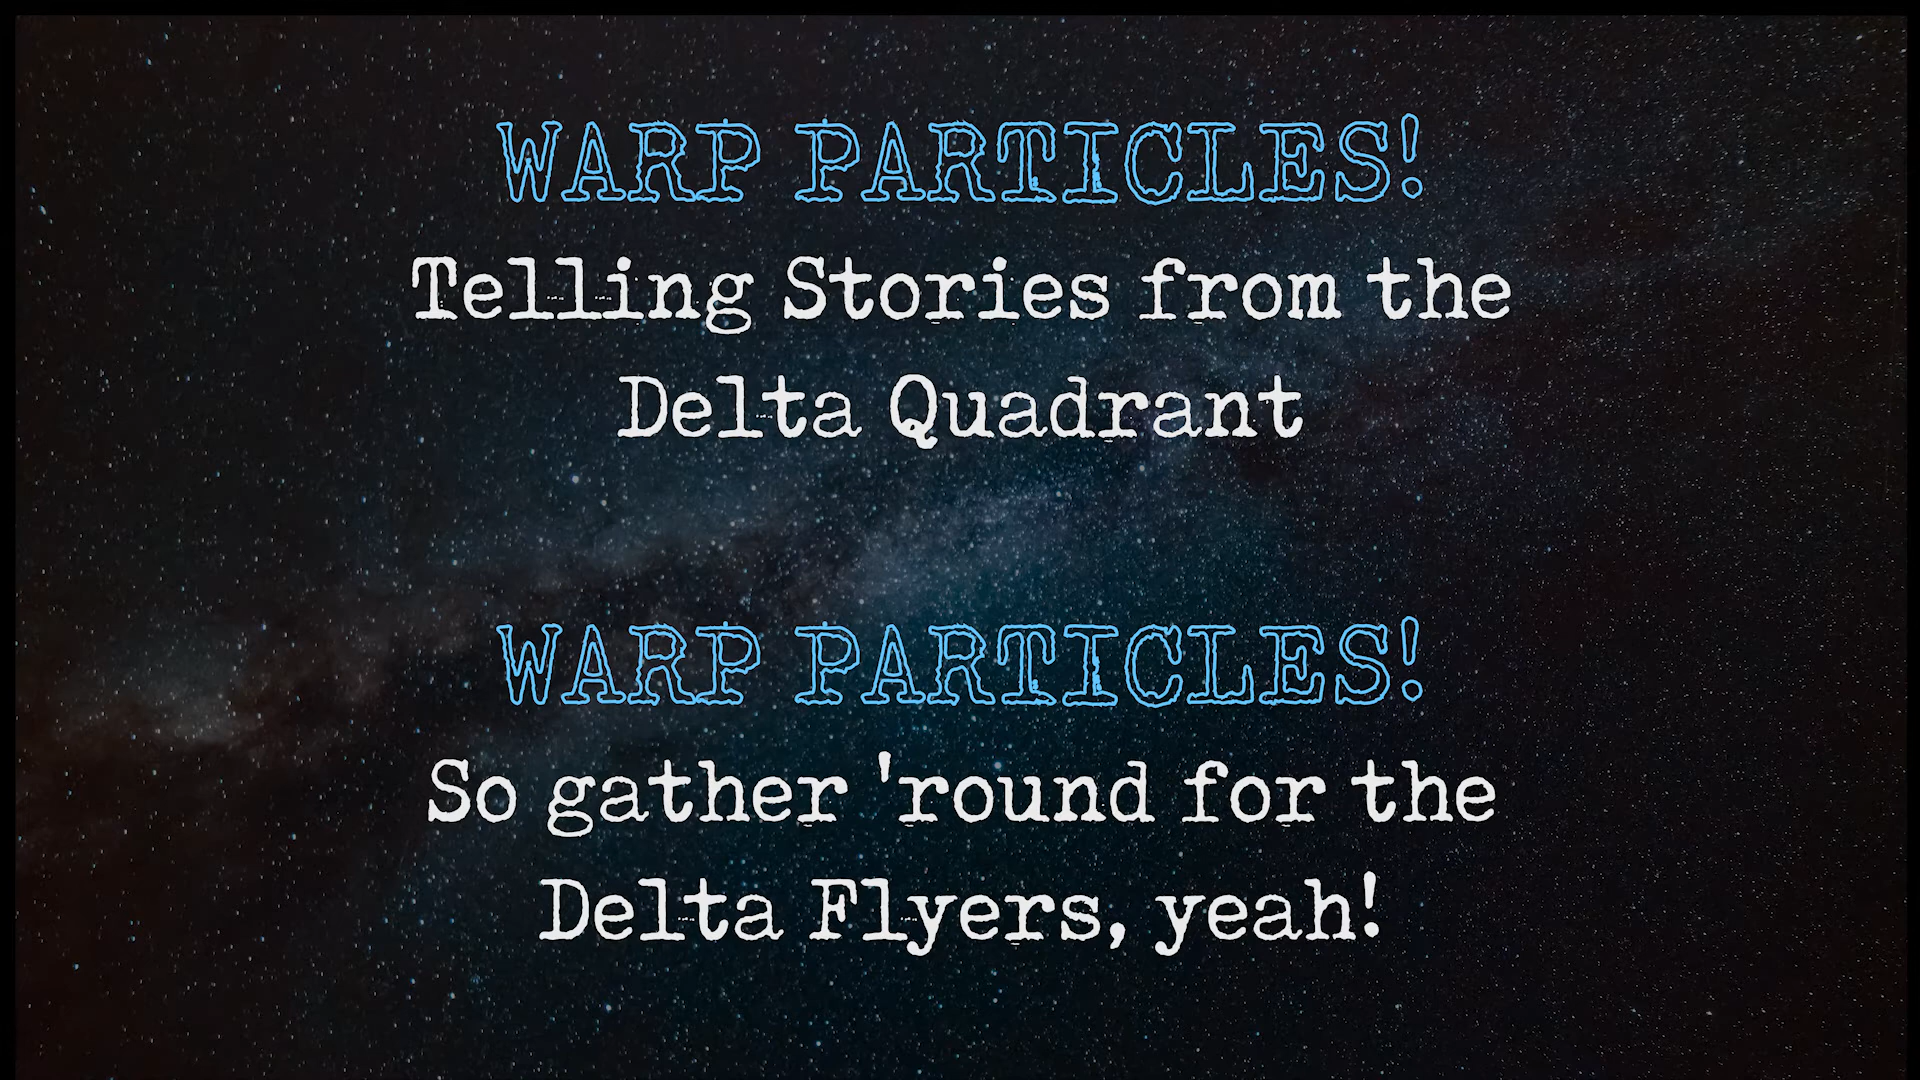 WARP PARTICLES!
Telling Stories from the
Delta Quadrant
WARP PARTICLES!
So gather 'round for the
Delta Flyers, yeah!